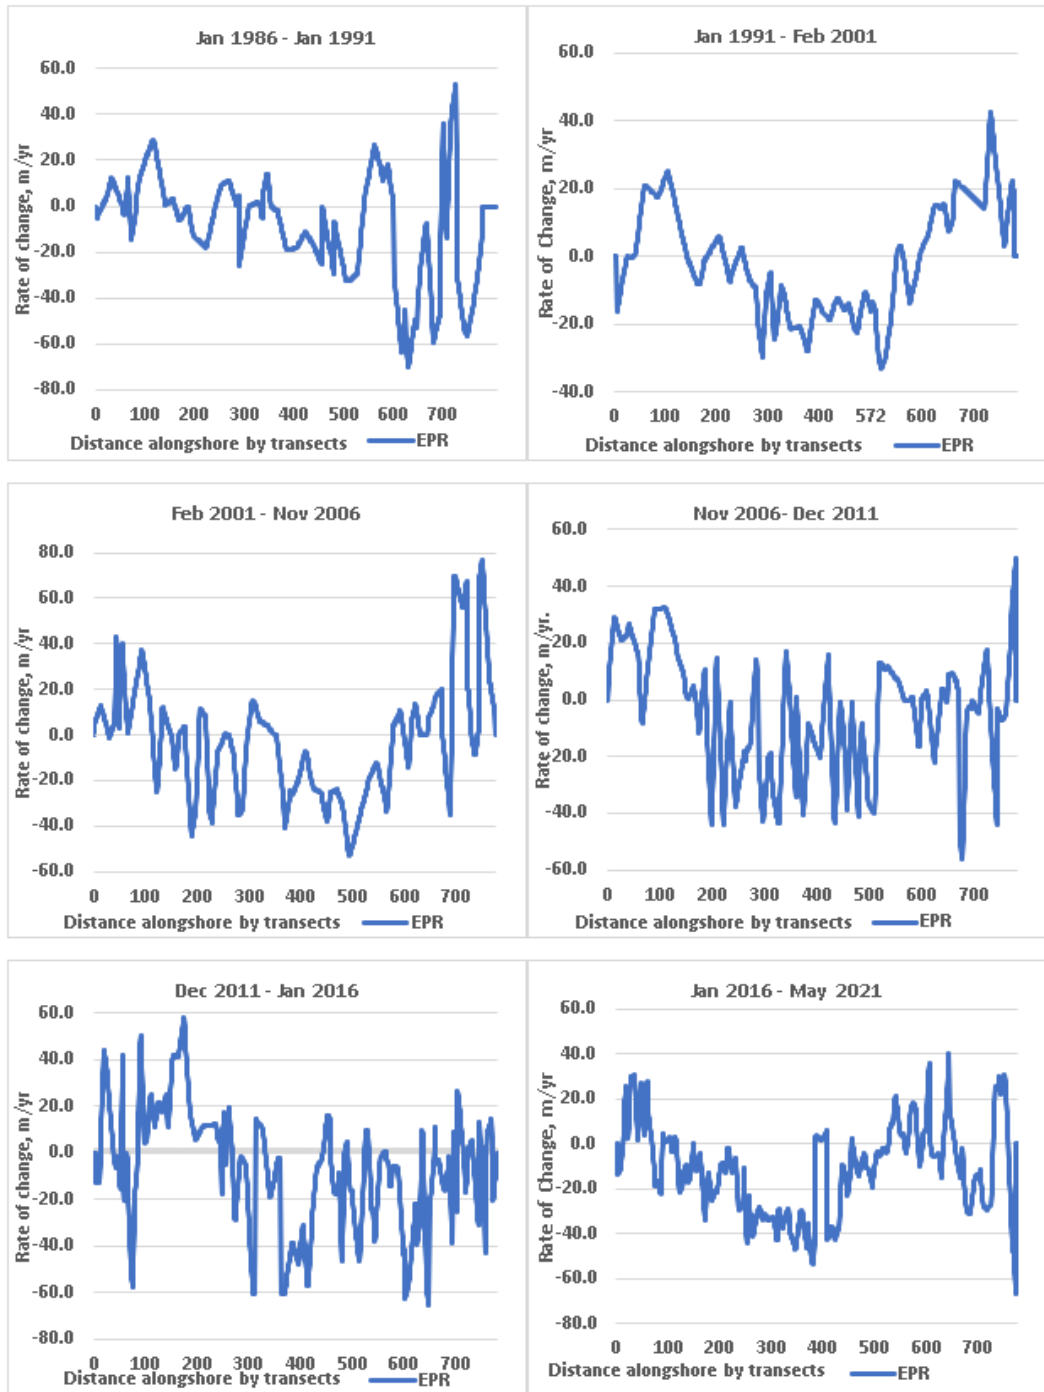 Jan 1986 - Jan 1991
60.0
40.0
20.0
0.0
-20.0
-40.0
-60.0
-80.0
Rate of change, m/yr
0 100 200 300 400 500 600 700
Distance alongshore by transects EPR
Jan 1991 - Feb 2001
60.0
40.0
20.0
0.0
-20.0
-40.0
Rate of Change, m/yr
0 100 200 300 400 572 600 700
Distance alongshore by transects EPR
Feb 2001 - Nov 2006
80.0
60.0
40.0
20.0
0.0
-20.0
-40.0
-60.0
Rate of change, m/yr
0 100 200 300 400 500 600 700
Distance alongshore by transects EPR
Nov 2006- Dec 2011
60.0
40.0
20.0
0.0
-20.0
-40.0
-60.0
Rate of change, m/yr.
0 100 200 300 400 500 600 700
Distance alongshore by transects EPR
Dec 2011 - Jan 2016
60.0
40.0
20.0
0.0
-20.0
-40.0
-60.0
-80.0
Rate of change, m/yr
0 100 200 300 400 500 600 700
Distance alongshore by transects EPR
Jan 2016 - May 2021
60.0
40.0
20.0
0.0
-20.0
-40.0
-60.0
-80.0
Rate of Change, m/yr
0 100 200 300 400 500 600 700
Distance alongshore by transects EPR